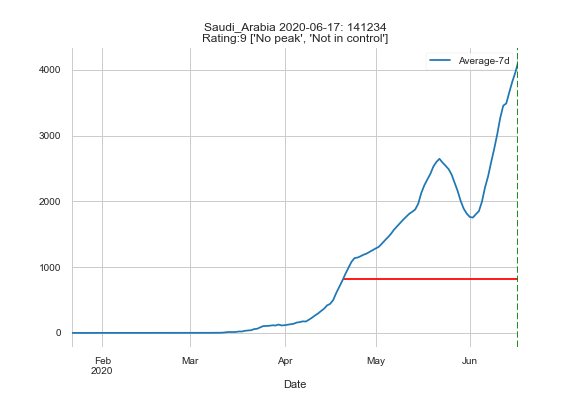 Saudi_Arabia 2020-06-17: 141234
Rating:9 ['No peak', 'Not in control']
Average-7d
4000
3000
2000
1000
0
Feb Mar Apr May Jun
2020
Date